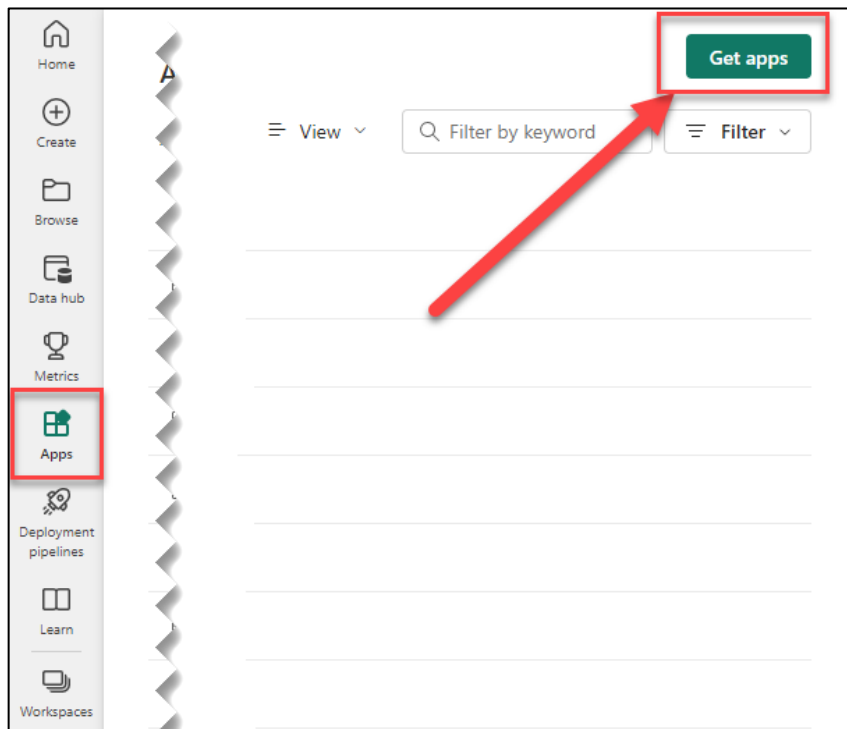 Home
Create
Browse
Data hub
Metrics
Apps
Deployment
pipelines
Learn
Workspaces
Get apps
View
Filter by keyword
Filter